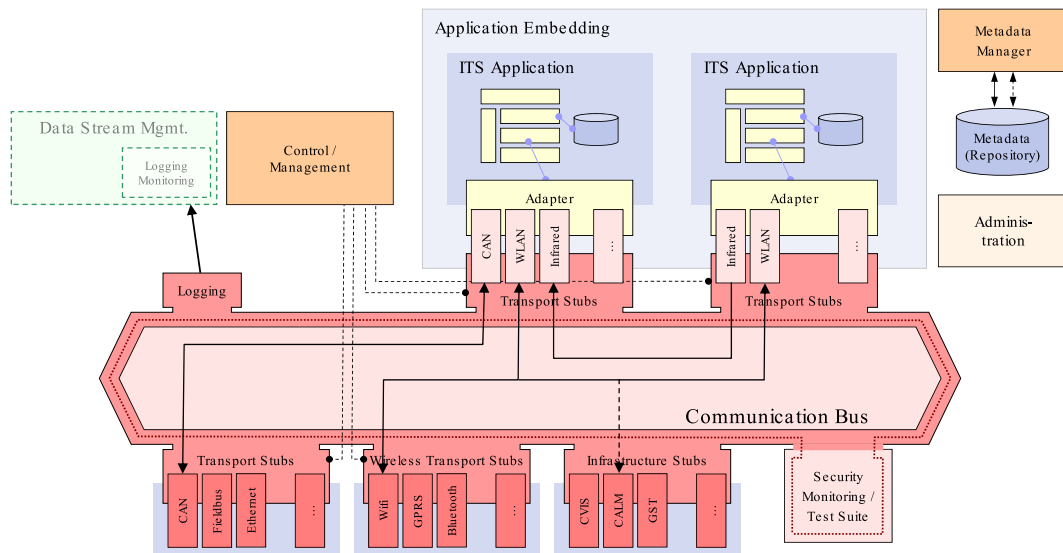 Application Embedding
ITS Application
ITS Application
Metadata
Manager
Metadata
(Repository)
Data Stream Mgmt.
Logging
Monitoring
Control /
Management
Adapter
Adapter
Adminis-
tration
CAN
WLAN
Infrared
...
Infrared
WLAN
...
Logging
Transport Stubs
Transport Stubs
Communication Bus
Transport Stubs
Wireless Transport Stubs
Infrastructure Stubs
CAN
Fieldbus
Ethernet
...
Wifi
GPRS
Bluetooth
...
CVIS
CALM
GST
...
Security
Monitoring /
Test Suite